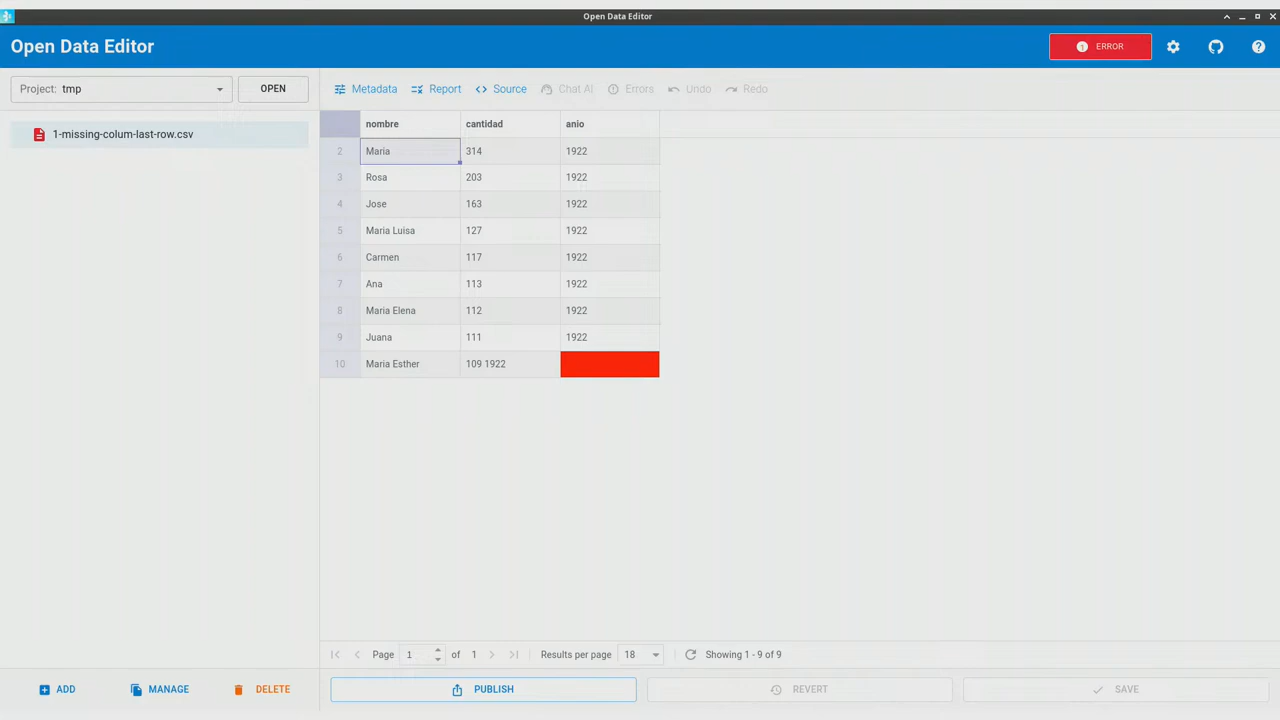 Open Data Editor
Open Data Editor
1 ERROR
Project: tmp OPEN
Metadata Report Source Chat AI Errors Undo Redo
1-missing-colum-last-row.csv
nombre cantidad anio
2 Maria 314 1922
3 Rosa 203 1922
4 Jose 163 1922
5 Maria Luisa 127 1922
6 Carmen 117 1922
7 Ana 113 1922
8 Maria Elena 112 1922
9 Juana 111 1922
10 Maria Esther 109 1922
Page 1 of 1 Results per page 18 Showing 1 - 9 of 9
ADD MANAGE DELETE PUBLISH REVERT SAVE